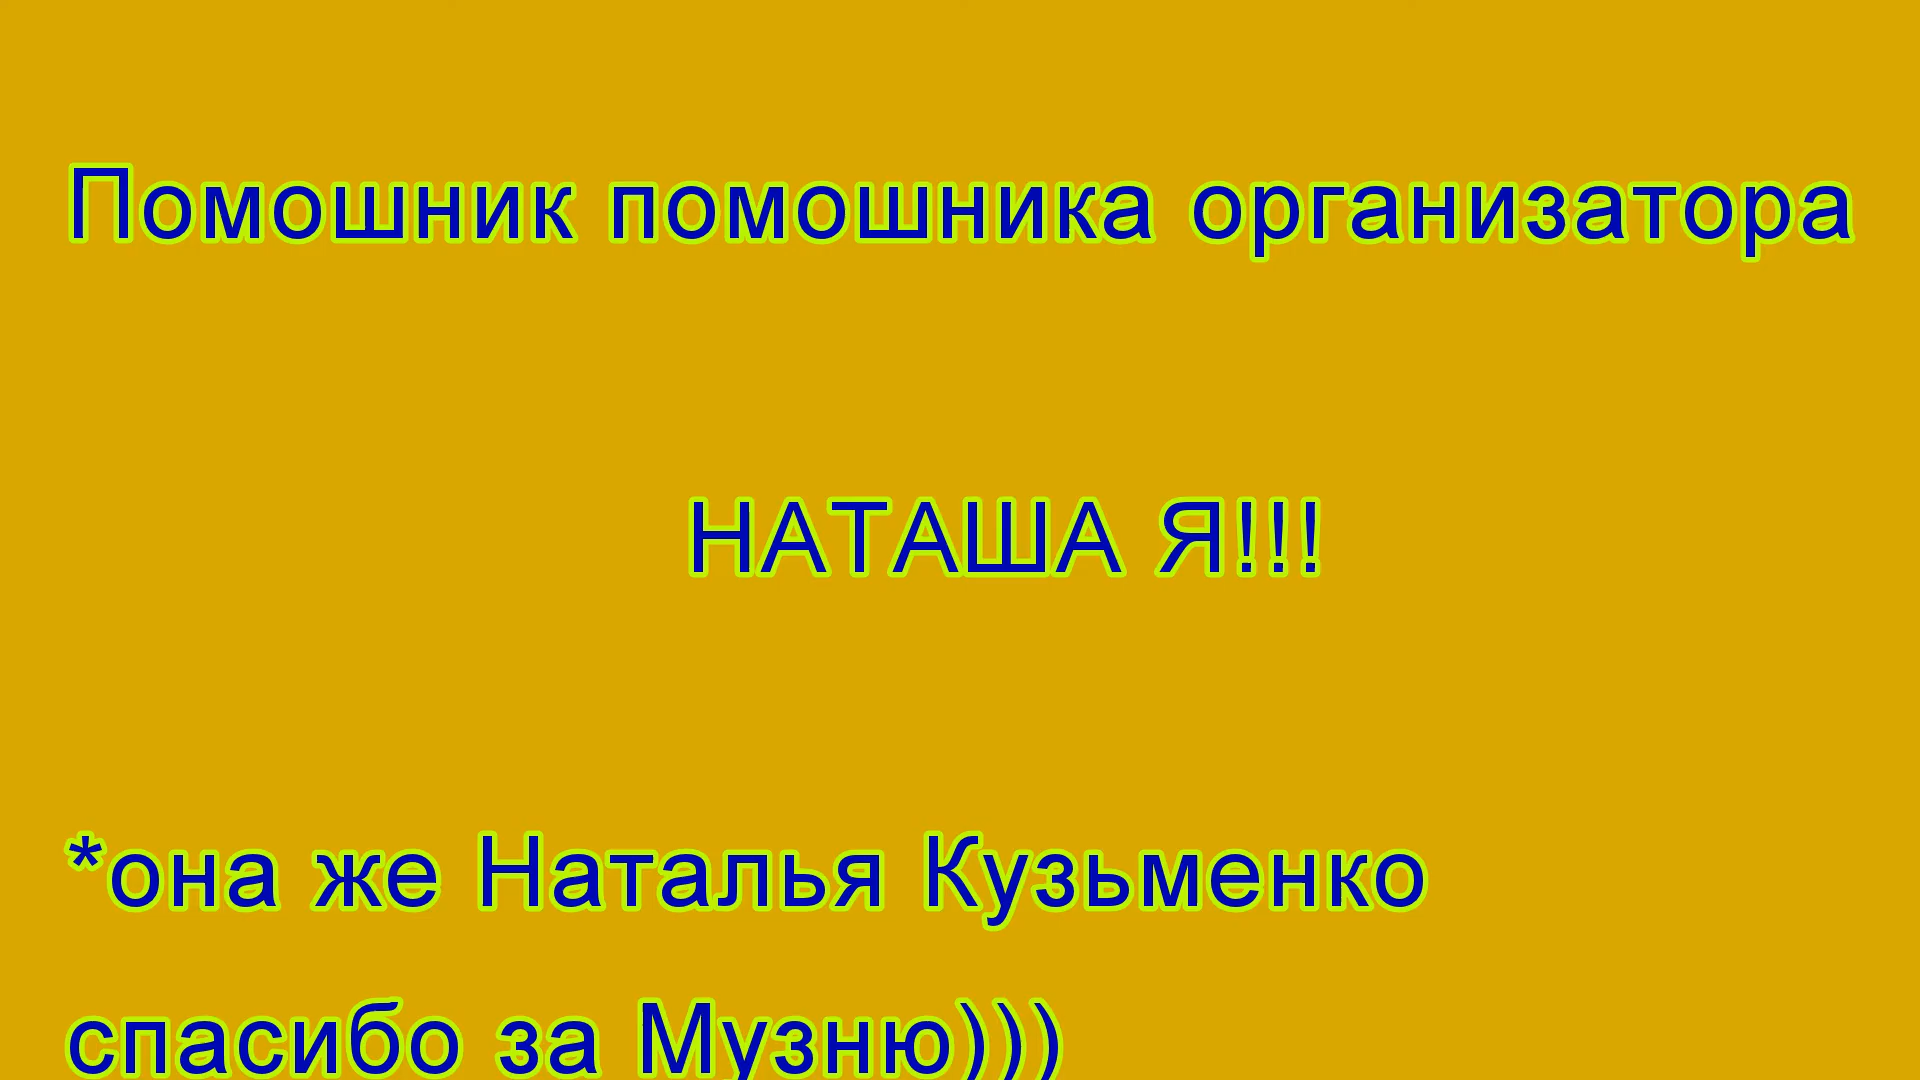 Помошник помошника организатора
НАТАША Я!!!
*она же Наталья Кузьменко
спасибо за Музню)))